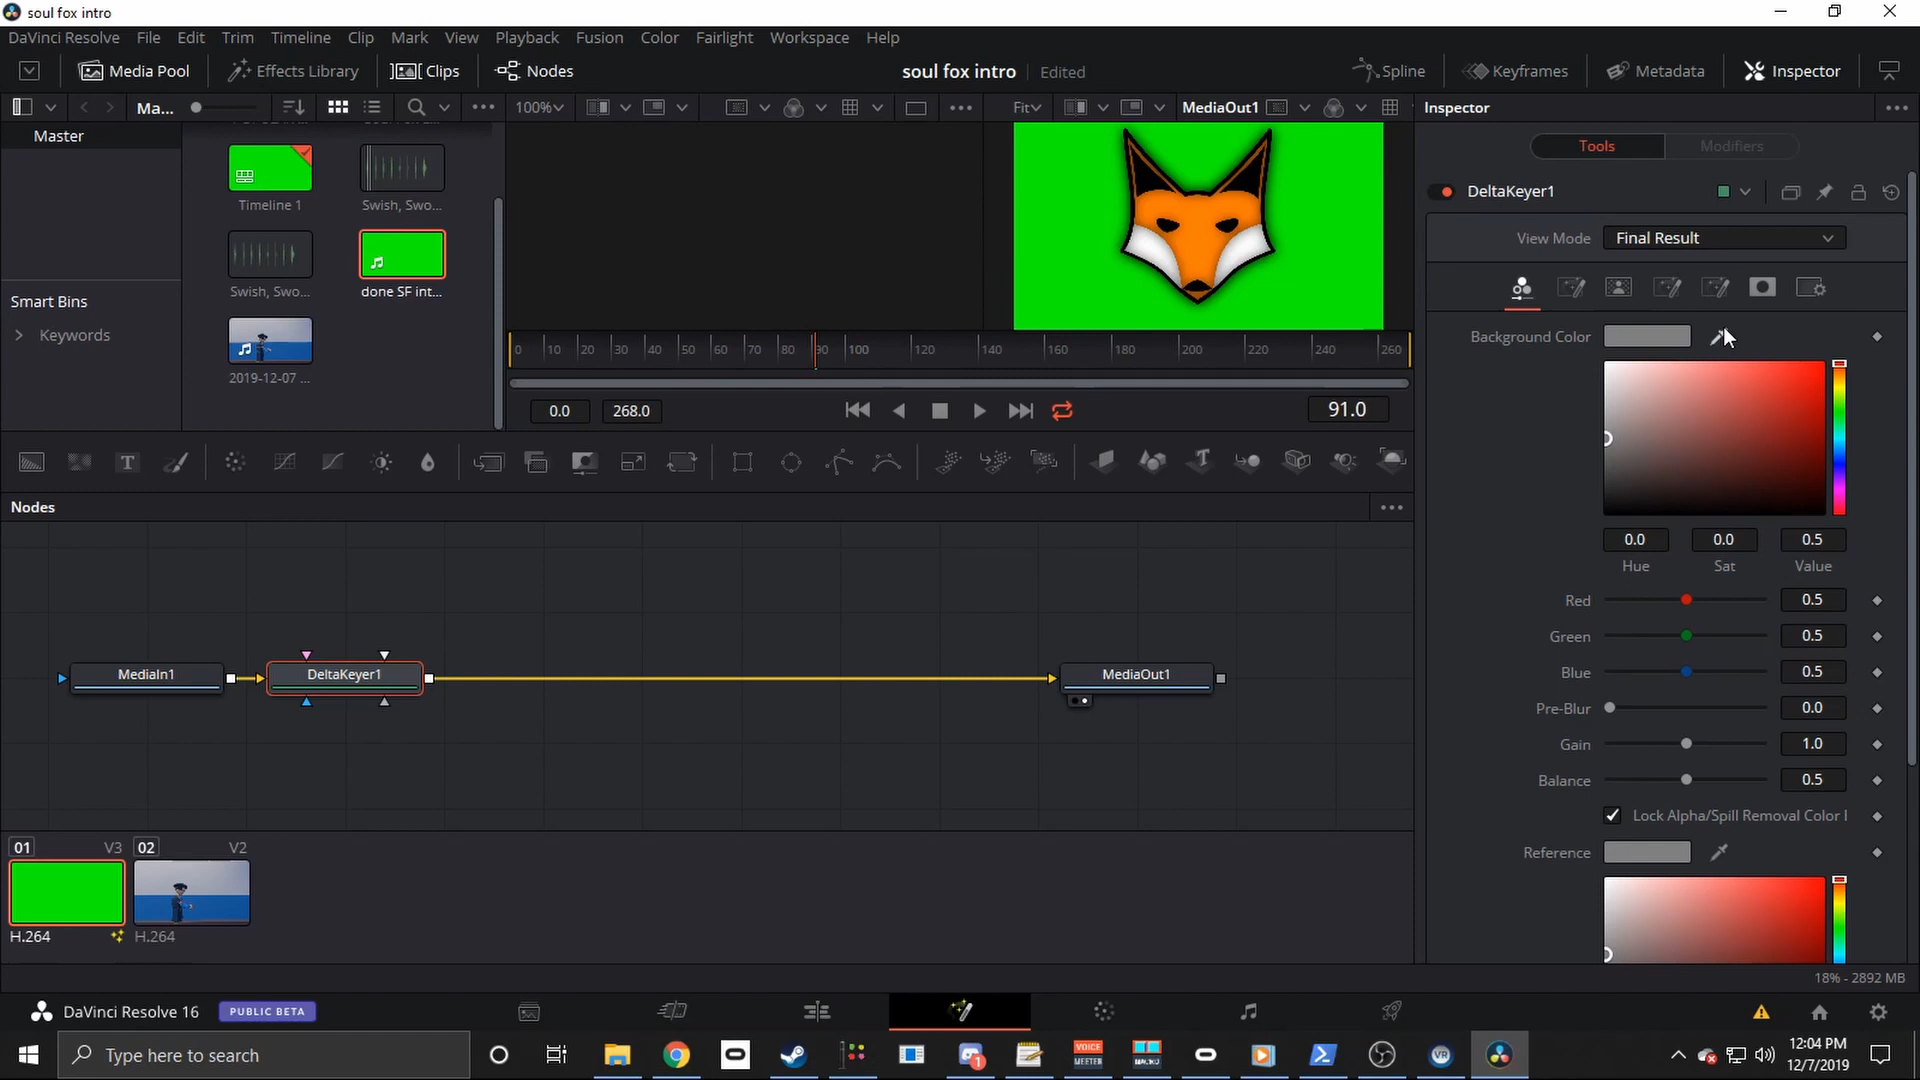 soul fox intro
DaVinci Resolve File Edit Trim Timeline Clip Mark View Playback Fusion Color Fairlight Workspace Help
Media Pool Effects Library Clips Nodes soul fox intro Edited Spline Keyframes Metadata Inspector
Ma... 100% Fit MediaOut1 Inspector
Master
Tools Modifiers
Timeline 1 Swish, Swo...
DeltaKeyer1
View Mode Final Result
Swish, Swo... done SF int...
Smart Bins
Keywords
2019-12-07 ...
0 10 20 30 40 50 60 70 80 90 100 120 140 160 180 200 220 240 260
0.0 268.0 91.0
Background Color
0.0 0.0 0.5
Hue Sat Value
Red 0.5
Green 0.5
Blue 0.5
Pre-Blur 0.0
Gain 1.0
Balance 0.5
Lock Alpha/Spill Removal Color
Reference
Nodes
MediaIn1 DeltaKeyer1 MediaOut1
01 V3 02 V2
H.264 H.264
18% - 2892 MB
DaVinci Resolve 16 PUBLIC BETA
Type here to search
VOICE
MEETER
MACRO
VR
1
12:04 PM
12/7/2019